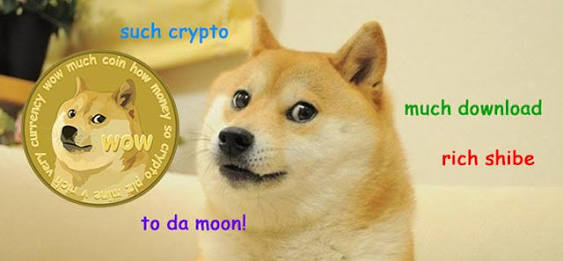 such crypto
very currency wow much coin how money so crypto plz mine v rich
wow
much download
rich shibe
to da moon!